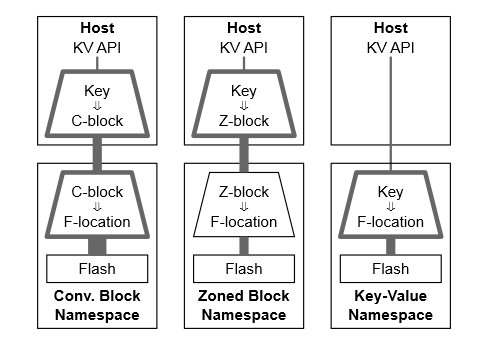 Host
KV API
Key
⇓
C-block
C-block
⇓
F-location
Flash
Conv. Block
Namespace
Host
KV API
Key
⇓
Z-block
Z-block
⇓
F-location
Flash
Zoned Block
Namespace
Host
KV API
Key
⇓
F-location
Flash
Key-Value
Namespace